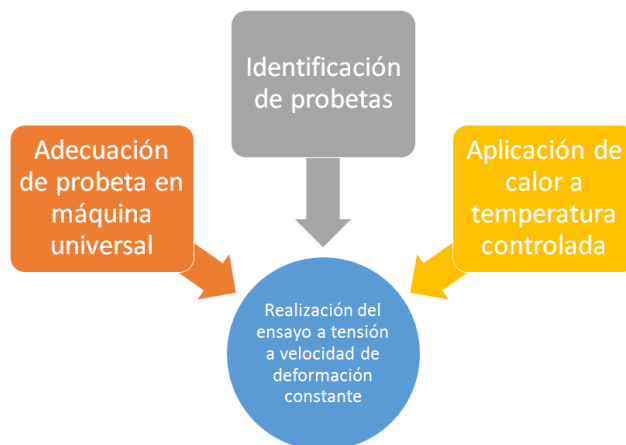 Identificación
de probetas
Adecuación
de probeta en
máquina
universal
Aplicación de
calor a
temperatura
controlada
Realización del
ensayo a tensión
a velocidad de
deformación
constante